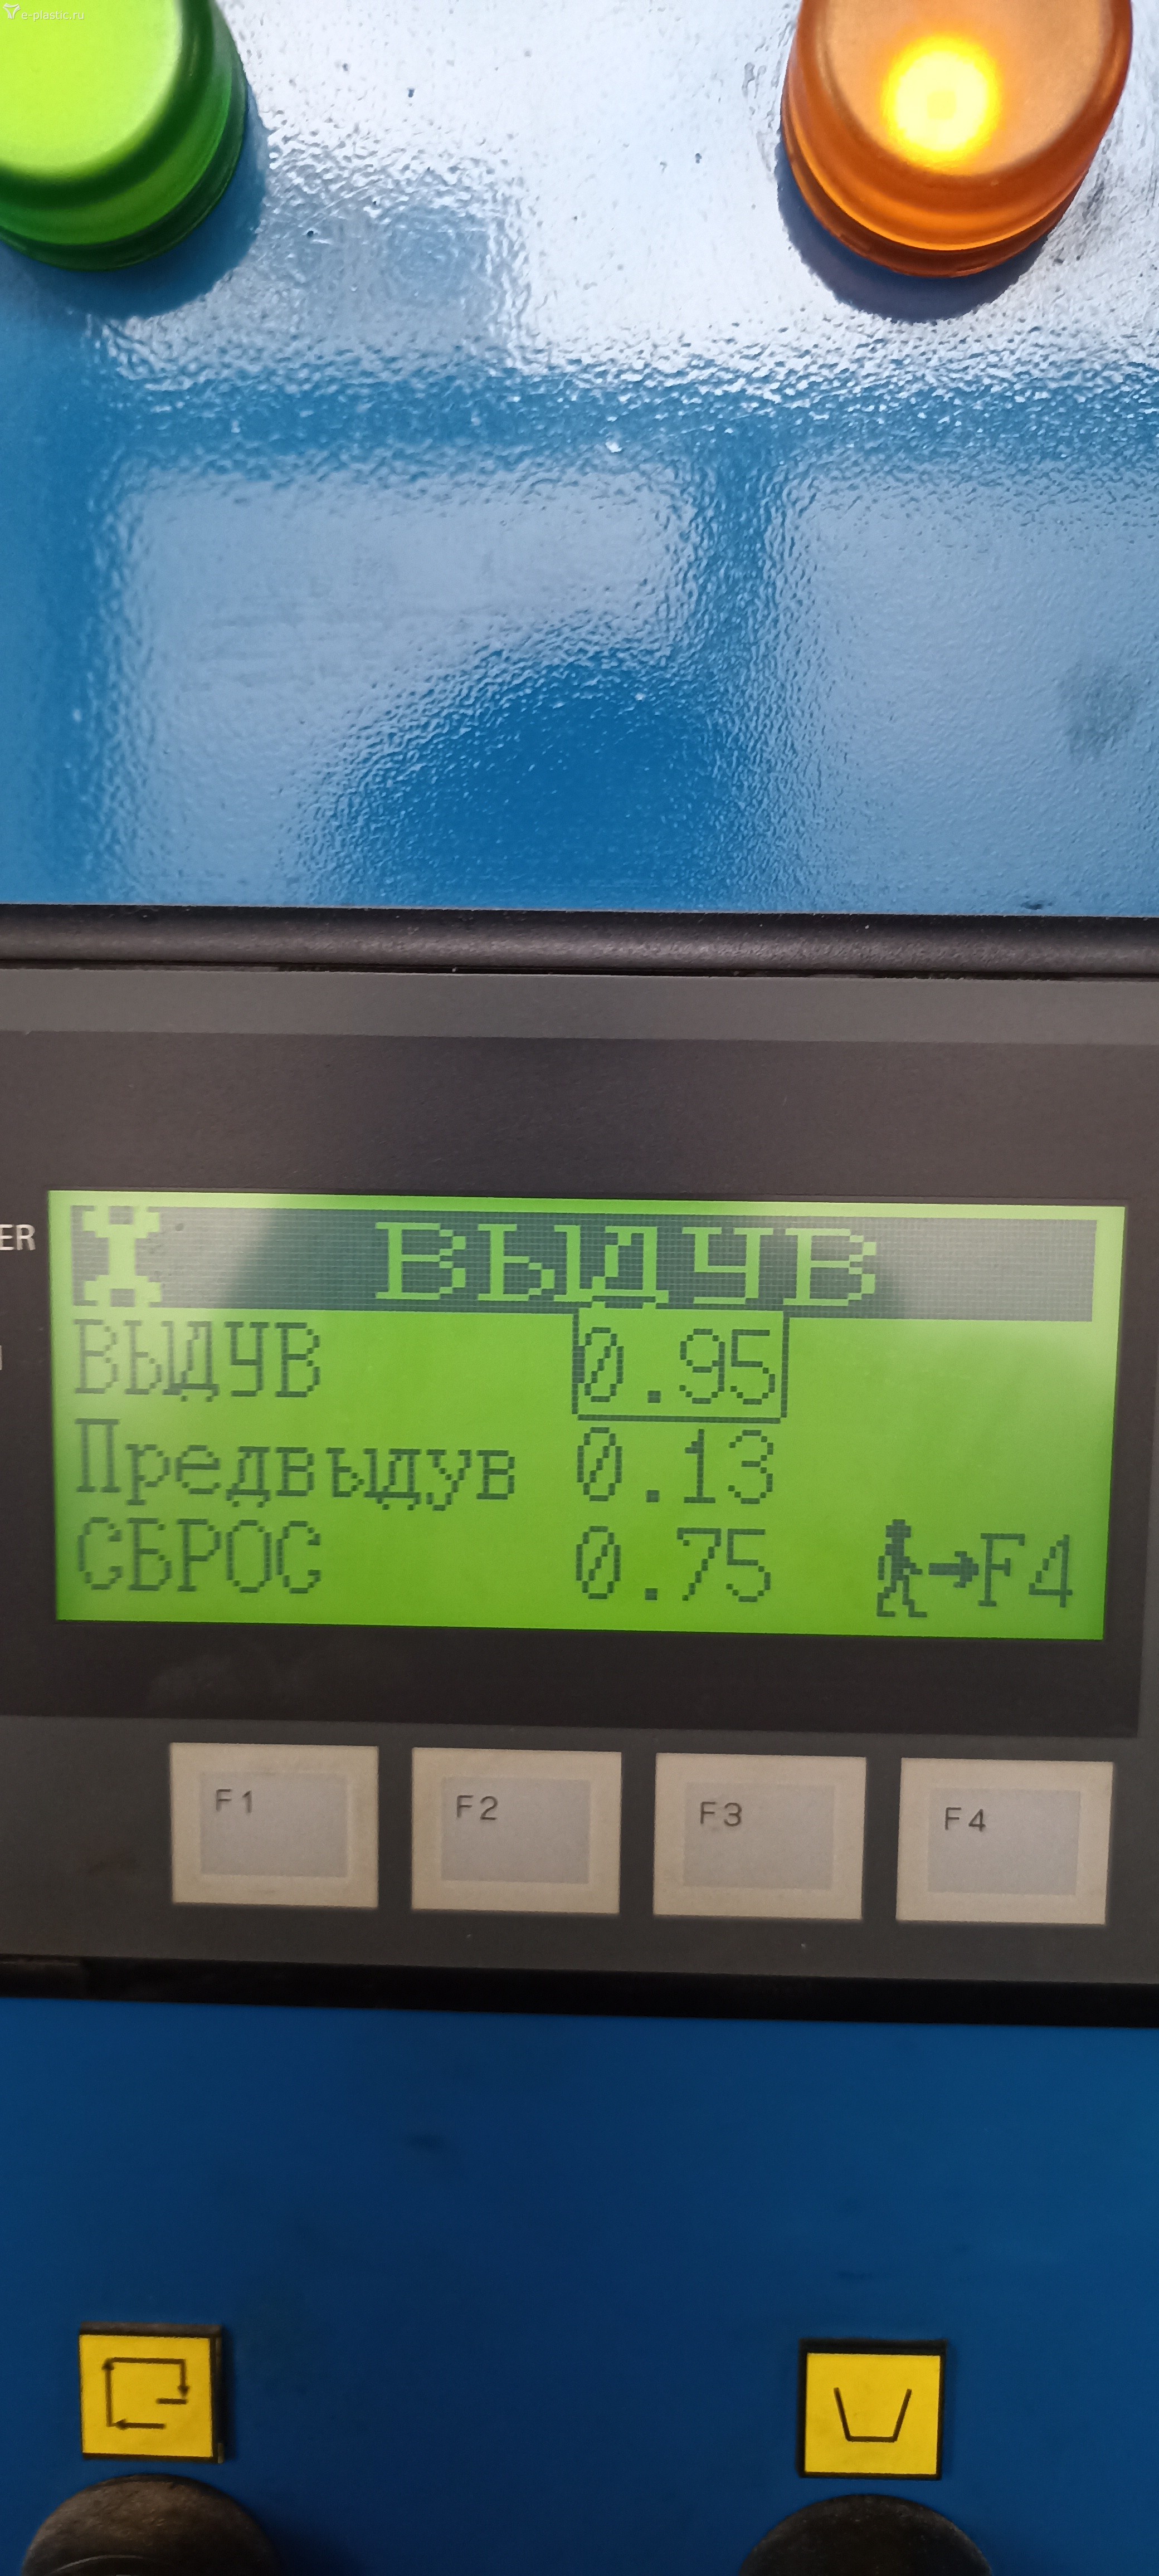 e-plastic.ru
ER
ВЫДУВ
ВЫДУВ 0.95
Предвыдув 0.13
СБРОС 0.75 F4
F1 F2 F3 F4